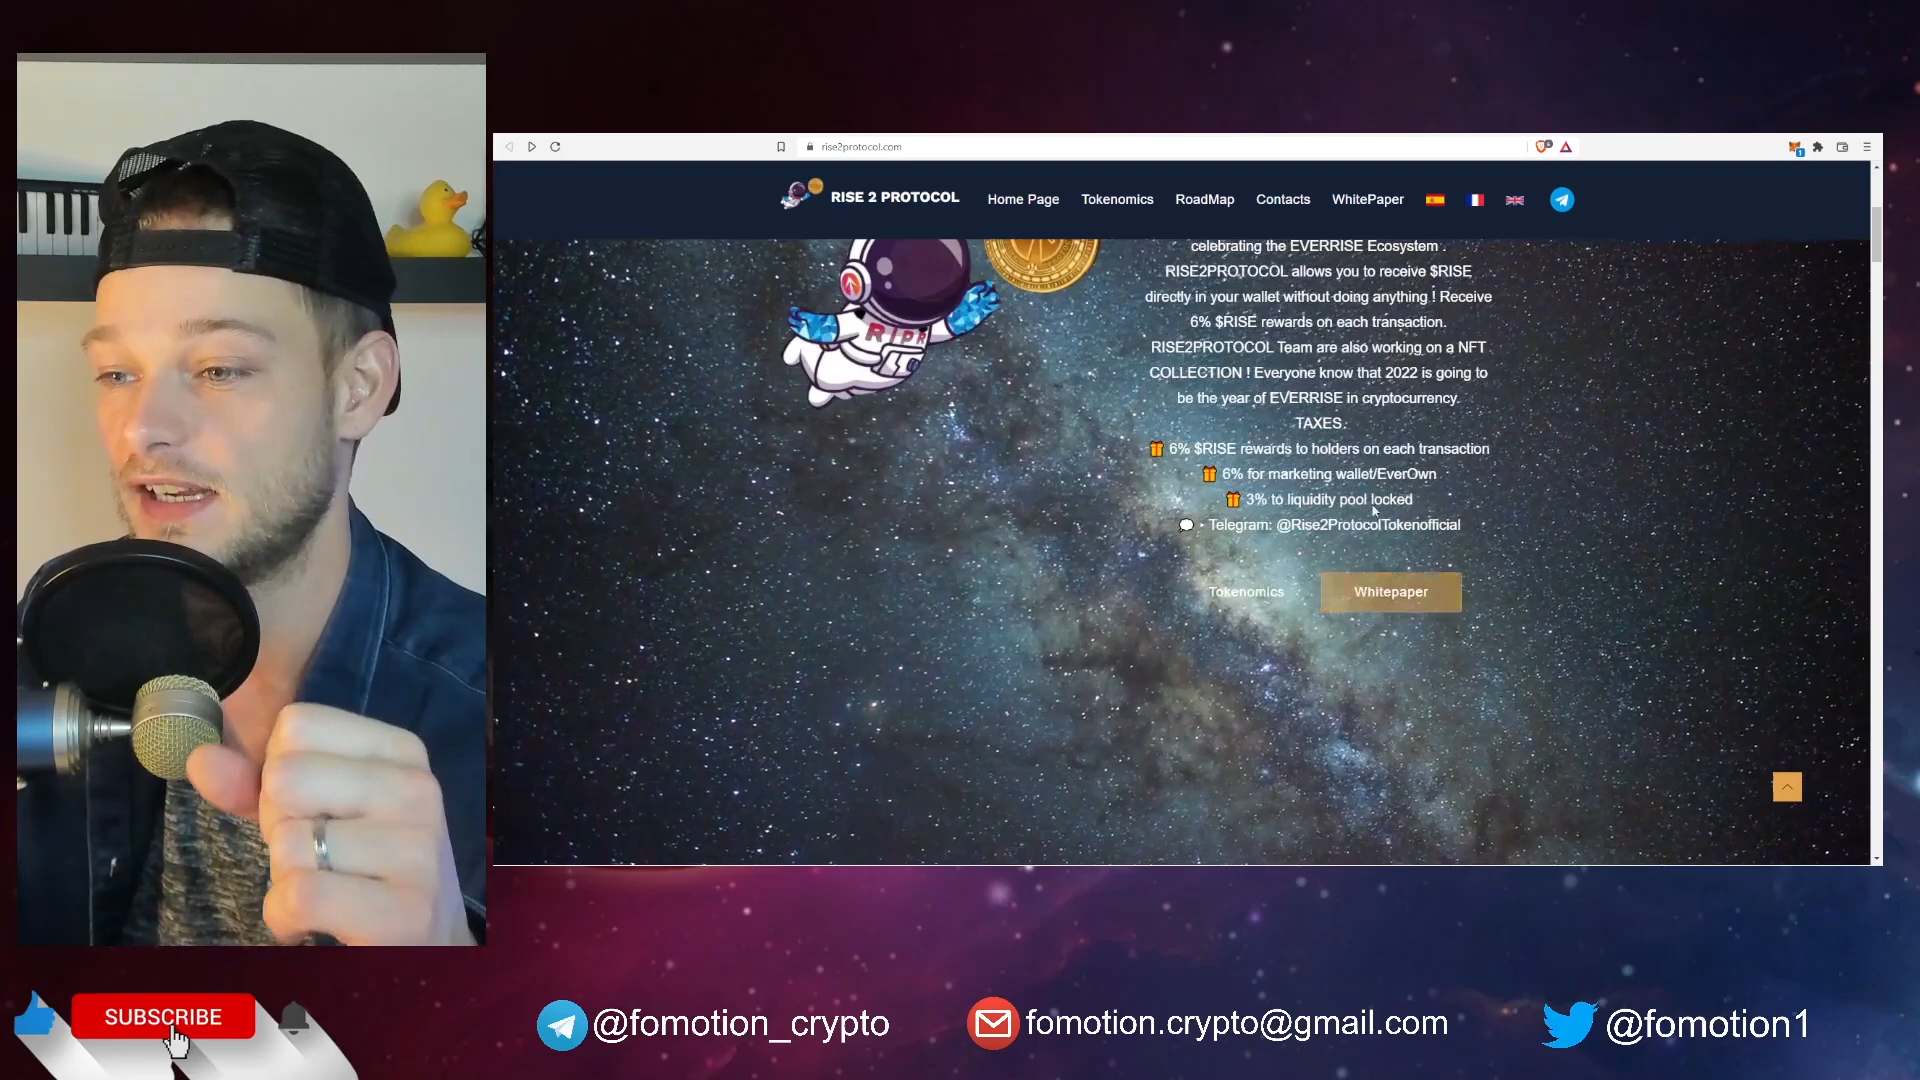 rise2protocol.com
RISE 2 PROTOCOL
Home Page
Tokenomics
RoadMap
Contacts
WhitePaper
celebrating the EVERRISE Ecosystem .
RISE2PROTOCOL allows you to receive $RISE
directly in your wallet without doing anything ! Receive
6% $RISE rewards on each transaction.
RISE2PROTOCOL Team are also working on a NFT
COLLECTION ! Everyone know that 2022 is going to
be the year of EVERRISE in cryptocurrency.
TAXES.
6% $RISE rewards to holders on each transaction
6% for marketing wallet/EverOwn
3% to liquidity pool locked
• Telegram: @Rise2ProtocolTokenofficial
Tokenomics
Whitepaper
RIPR
SUBSCRIBE
@fomotion_crypto
fomotion.crypto@gmail.com
@fomotion1